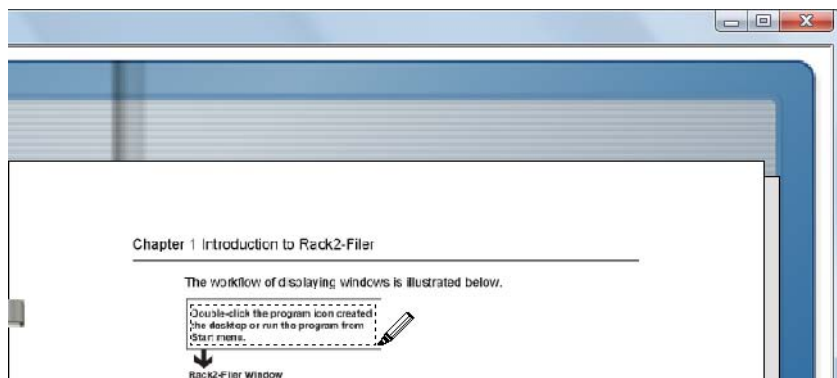 Chapter 1 Introduction to Rack2-Filer
The workflow of displaying windows is illustrated below.
Double-click the program icon created
the desktop or run the program from
Start menu.
Rack2-Filer Window